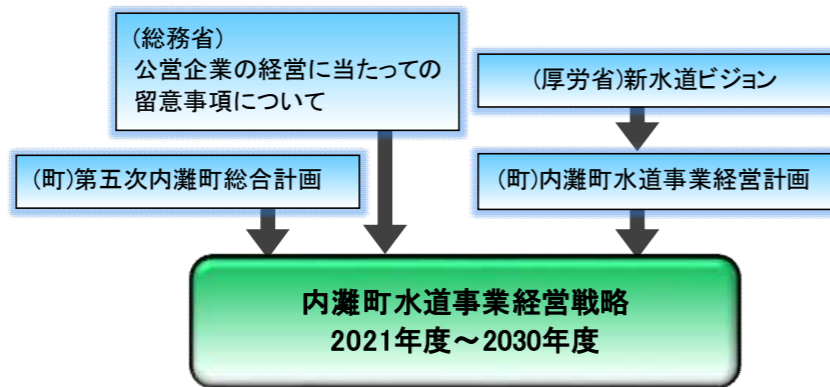 (総務省)
公営企業の経営に当たっての
留意事項について
(厚労省)新水道ビジョン
(町)第五次内灘町総合計画
(町)内灘町水道事業経営計画
内灘町水道事業経営戦略
2021年度～2030年度